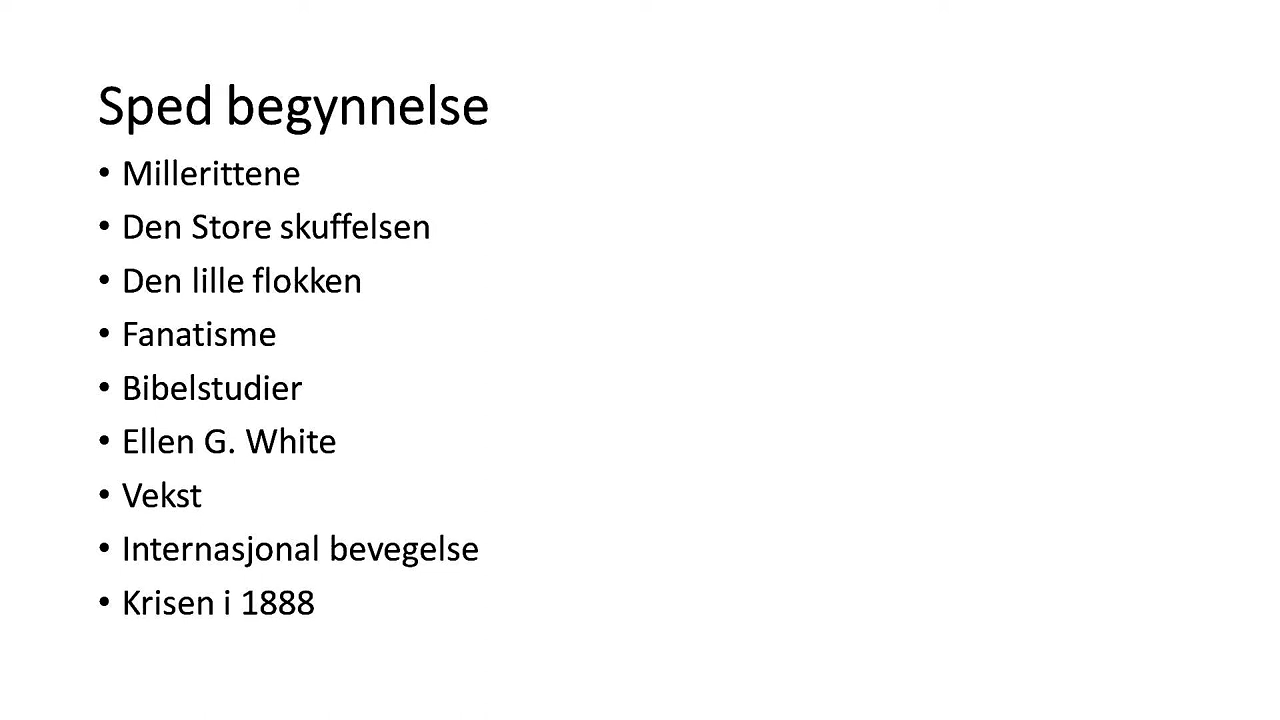 Sped begynnelse
• Millerittene
• Den Store skuffelsen
• Den lille flokken
• Fanatisme
• Bibelstudier
• Ellen G. White
• Vekst
• Internasjonal bevegelse
• Krisen i 1888